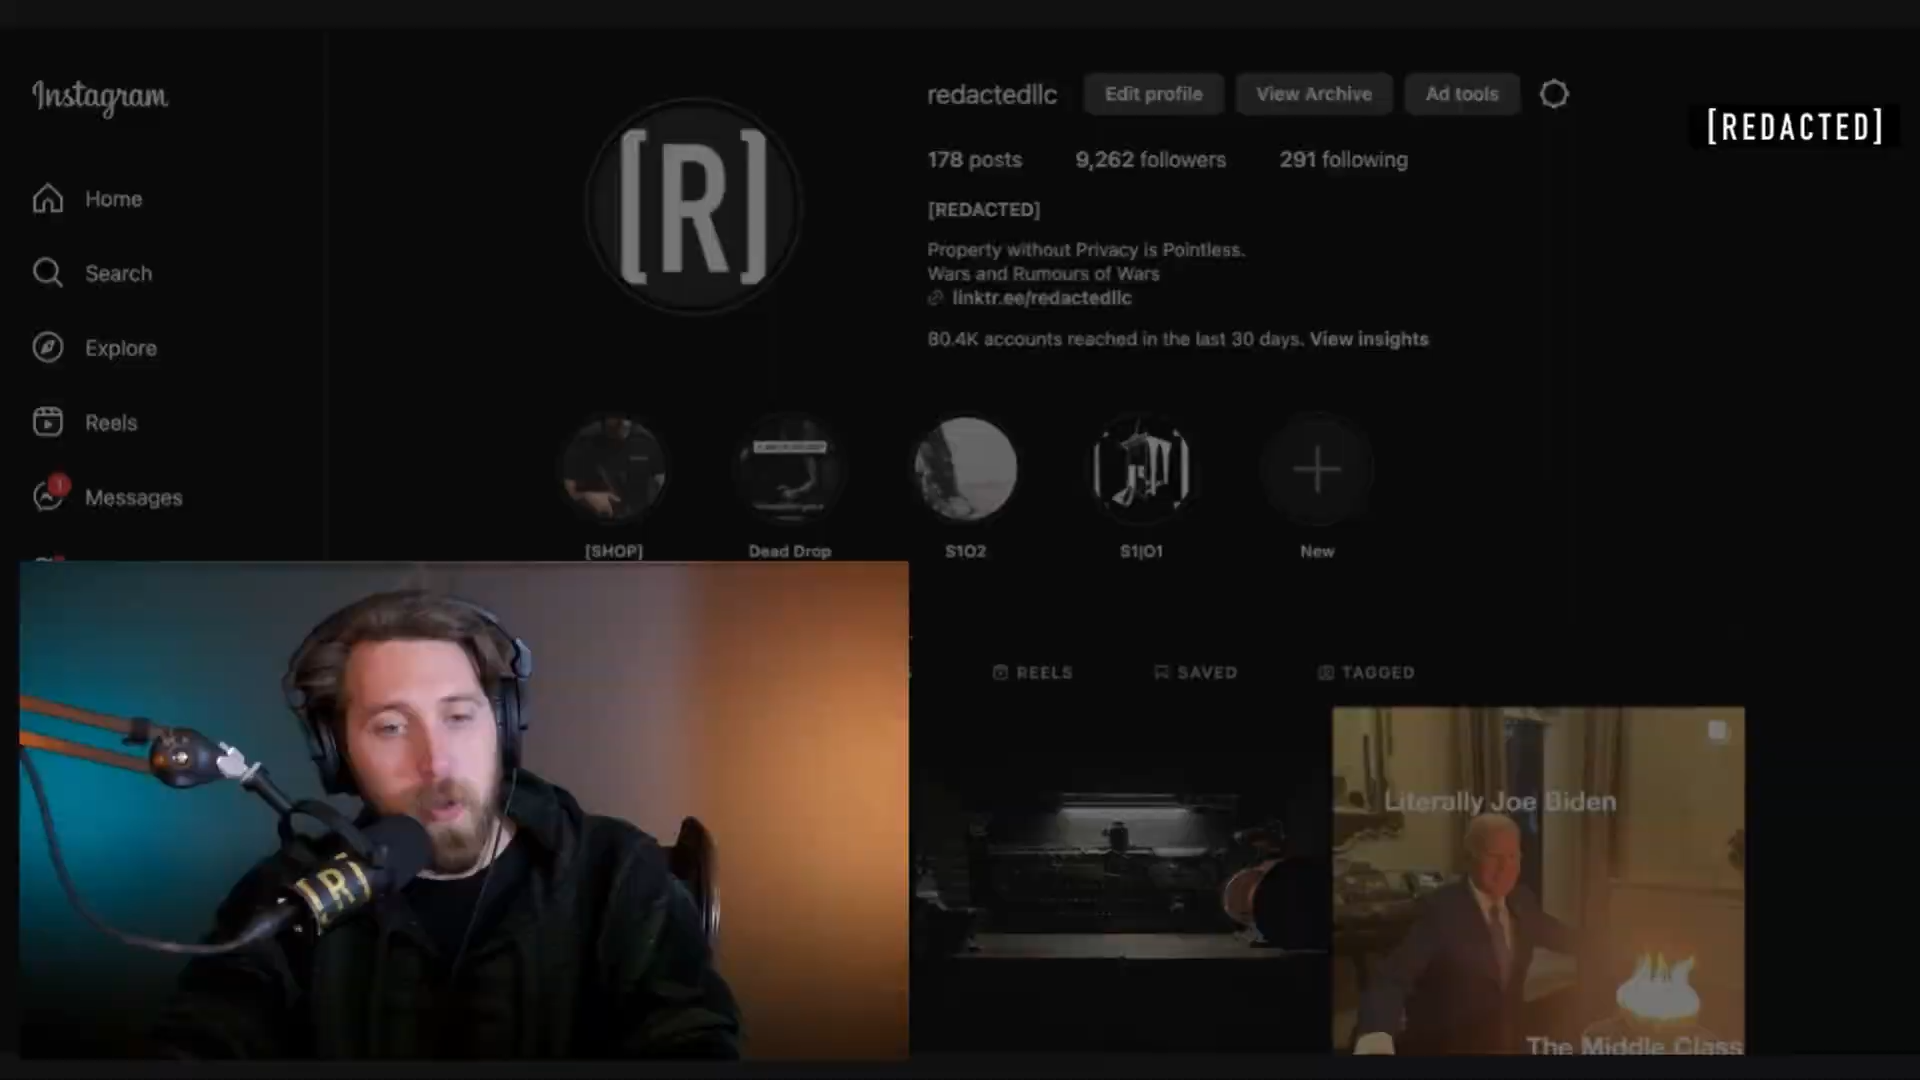 Instagram
Home
Search
Explore
Reels
1
Messages
[R]
redactedllc
Edit profile
View Archive
Ad tools
178 posts
9,262 followers
291 following
[REDACTED]
Property without Privacy is Pointless.
Wars and Rumours of Wars
linktr.ee/redactedllc
80.4K accounts reached in the last 30 days. View insights
[REDACTED]
[SHOP]
Dead Drop
S1O2
S1|O1
New
REELS
SAVED
TAGGED
[R]
Literally Joe Biden
The Middle Class